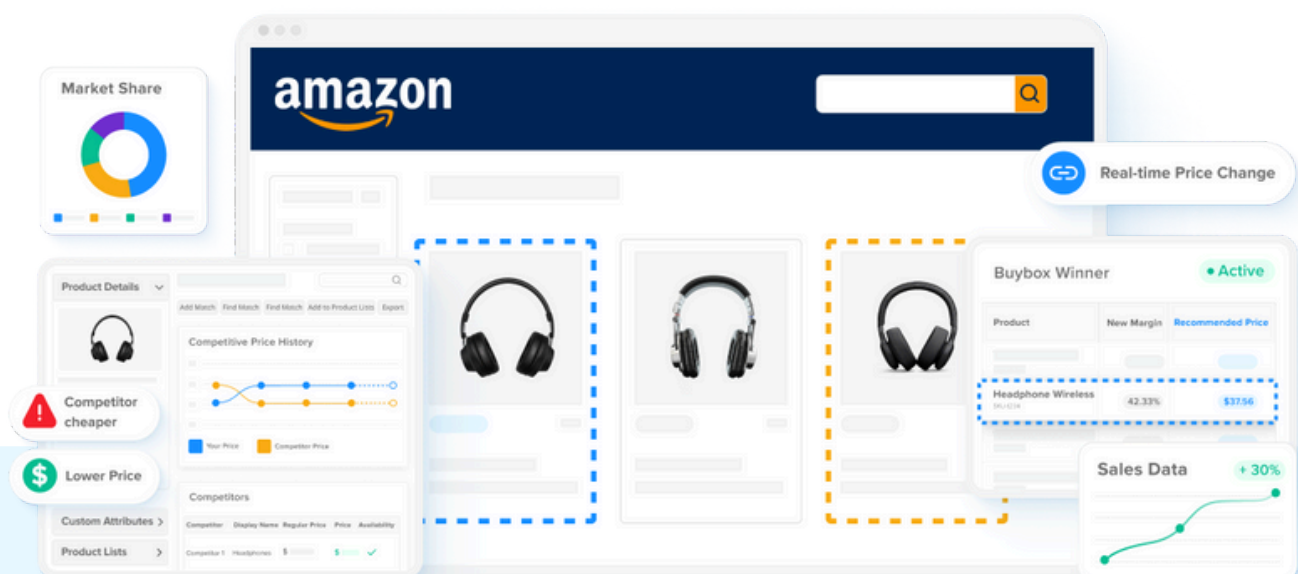 Market Share
amazon
Real-time Price Change
Product Details
Add Match Find Match Find Match Add to Product Lists Export
Competitive Price History
Your Price Competitor Price
Competitor
cheaper
Lower Price
Competitors
Custom Attributes
Competitor Display Name Regular Price Price Availability
Product Lists
Competitor 1 Headphones $ $
Buybox Winner
• Active
Product New Margin Recommended Price
Headphone Wireless
42.33% $37.56
Sales Data + 30%